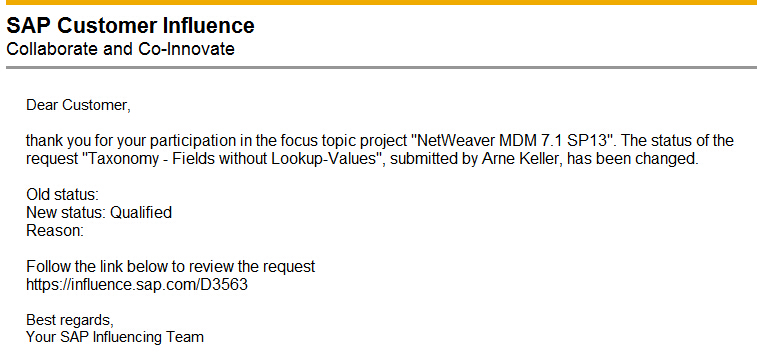 SAP Customer Influence
Collaborate and Co-Innovate
Dear Customer,
thank you for your participation in the focus topic project "NetWeaver MDM 7.1 SP13". The status of the
request "Taxonomy - Fields without Lookup-Values", submitted by Arne Keller, has been changed.
Old status:
New status: Qualified
Reason:
Follow the link below to review the request
https://influence.sap.com/D3563
Best regards,
Your SAP Influencing Team